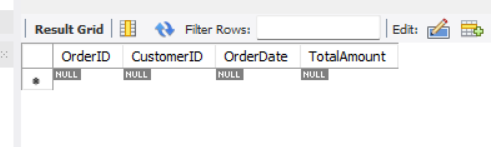 Result Grid Filter Rows: Edit:
OrderID CustomerID OrderDate TotalAmount
NULL NULL NULL NULL